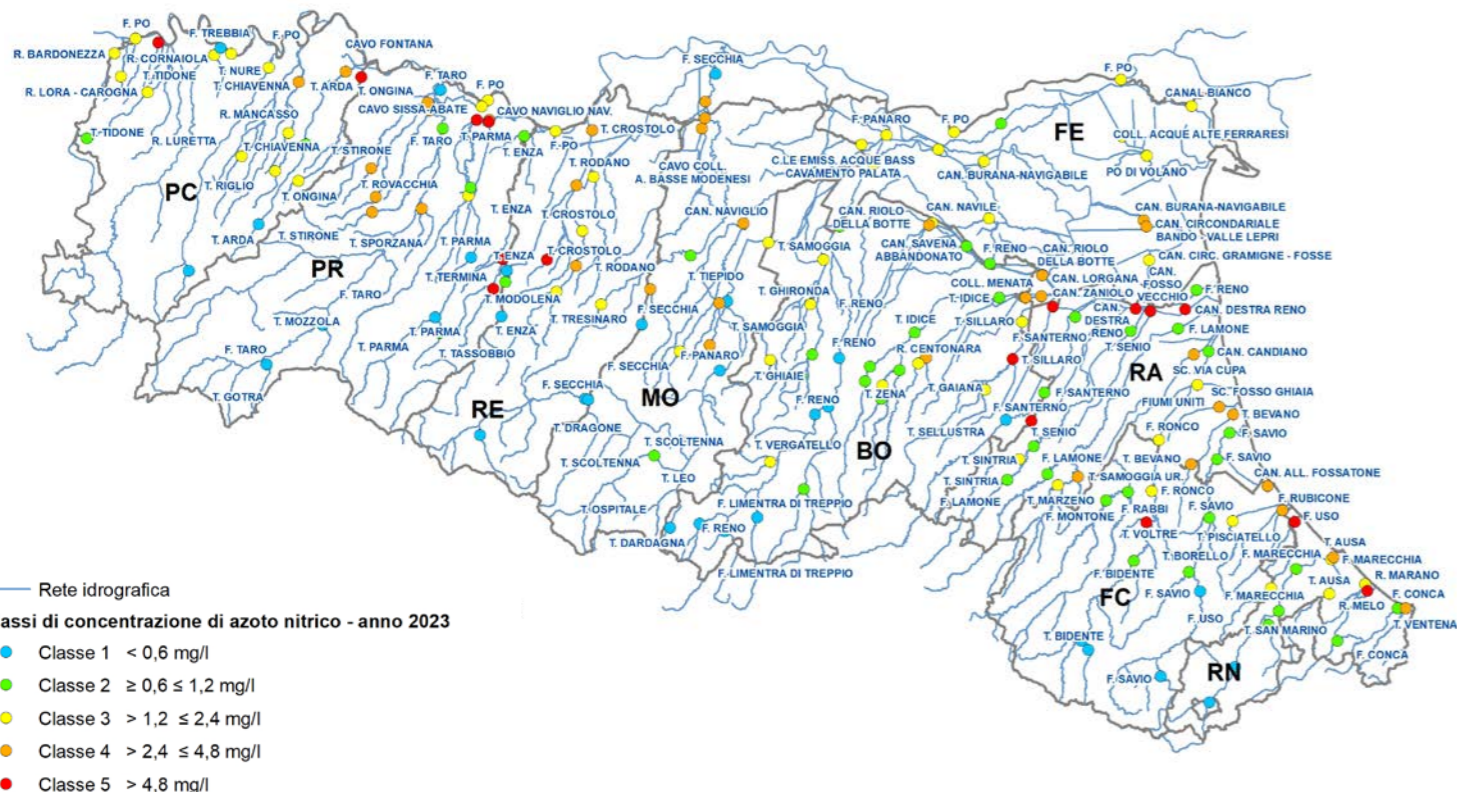 F. PO
F. TREBBIA
F. PO
CAVO FONTANA
R. BARDONEZZA
R. CORNAIOLA
T. TIDONE
T. NURE
F. TARO
F. SECCHIA
F. PO
R. LORA - CAROGNA
T. CHIAVENNA
T. ARDA
T. ONGINA
F. PO
CANAL BIANCO
CAVO SISSA-ABATE
CAVO NAVIGLIO NAV.
R. MANCASSO
F. PANARO
F. PO
FE
T. TIDONE
R. LURETTA
T. CHIAVENNA
T. STIRONE
F. TARO
T. PARMA
T. ENZA
F. PO
T. CROSTOLO
COLL. ACQUE ALTE FERRARESI
T. RODANO
CAVO COLL.
A. BASSE MODENESI
C.LE EMISS. ACQUE BASS
CAVAMENTO PALATA
CAN. BURANA-NAVIGABILE
PO DI VOLANO
PC
T. RIGLIO
T. ONGINA
T. ROVACCHIA
T. ENZA
T. CROSTOLO
CAN. NAVIGLIO
CAN. RIOLO
DELLA BOTTE
CAN. NAVILE
CAN. BURANA-NAVIGABILE
CAN. CIRCONDARIALE
BANDO - VALLE LEPRI
T. ARDA
T. STIRONE
T. SPORZANA
T. PARMA
T. ENZA
T. CROSTOLO
T. SAMOGGIA
CAN. SAVENA
ABBANDONATO
F. RENO
CAN. RIOLO
DELLA BOTTE
CAN. CIRC. GRAMIGNE - FOSSE
PR
T. TERMINA
T. RODANO
T. TIEPIDO
COLL. MENATA
CAN. LORGANA
CAN.
FOSSO
VECCHIO
F. RENO
F. TARO
T. MODOLENA
T. GHIRONDA
F. RENO
T. IDICE
CAN. ZANIOLO
CAN. DESTRA RENO
T. MOZZOLA
T. PARMA
T. ENZA
T. TRESINARO
F. SECCHIA
T. SAMOGGIA
T. SILLARO
CAN.
DESTRA
RENO
F. LAMONE
T. PARMA
T. TASSOBBIO
F. SECCHIA
F. PANARO
F. RENO
T. IDICE
R. CENTONARA
F. SANTERNO
T. SENIO
CAN. CANDIANO
F. TARO
T. GHIAIE
T. SILLARO
RA
SC. VIA CUPA
T. GOTRA
RE
F. SECCHIA
MO
F. RENO
T. ZENA
T. GAIANA
F. SANTERNO
FIUMI UNITI
SC. FOSSO GHIAIA
T. BEVANO
T. DRAGONE
F. SANTERNO
T. SELLUSTRA
T. SENIO
F. RONCO
F. SAVIO
T. SCOLTENNA
T. VERGATELLO
BO
T. SINTRIA
F. LAMONE
T. BEVANO
F. SAVIO
T. SCOLTENNA
T. LEO
T. SINTRIA
T. SAMOGGIA UR.
CAN. ALL. FOSSATONE
F. LAMONE
T. MARZENO
F. RONCO
T. OSPITALE
F. LIMENTRA DI TREPPIO
F. MONTONE
F. RABBI
F. SAVIO
F. RUBICONE
T. DARDAGNA
F. RENO
T. VOLTRE
T. PISCIATELLO
F. USO
T. AUSA
F. LIMENTRA DI TREPPIO
F. BIDENTE
T. BORELLO
F. MARECCHIA
F. MARECCHIA
T. AUSA
R. MARANO
FC
F. SAVIO
F. MARECCHIA
R. MELO
F. CONCA
F. USO
T. SAN MARINO
T. VENTENA
T. BIDENTE
F. CONCA
F. SAVIO
RN
Rete idrografica
assi di concentrazione di azoto nitrico - anno 2023
Classe 1 < 0,6 mg/l
Classe 2 ≥ 0,6 ≤ 1,2 mg/l
Classe 3 > 1,2 ≤ 2,4 mg/l
Classe 4 > 2,4 ≤ 4,8 mg/l
Classe 5 > 4,8 mg/l